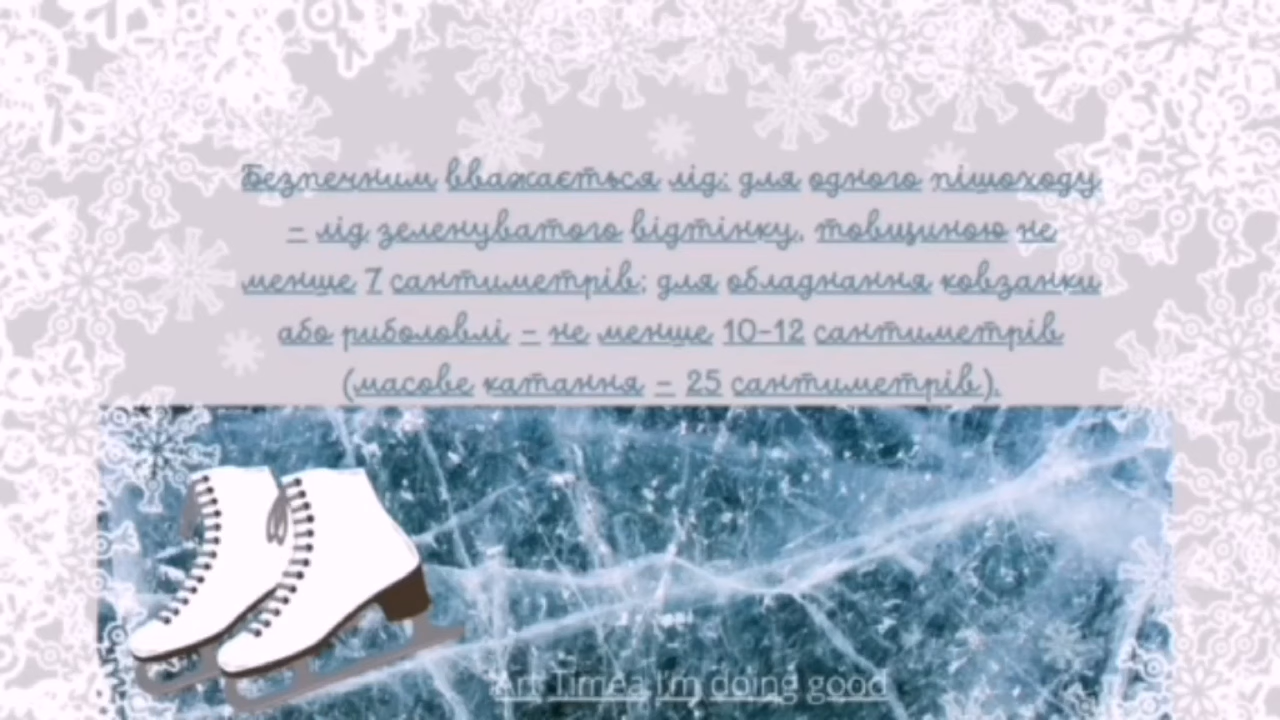 Безпечним вважається лід: для одного пішоходу
– лід зеленуватого відтінку, товщиною не
менше 7 сантиметрів; для обладнання ковзанки
або риболовлі – не менше 10-12 сантиметрів
(масове катання – 25 сантиметрів).
Art Timea I'm doing good